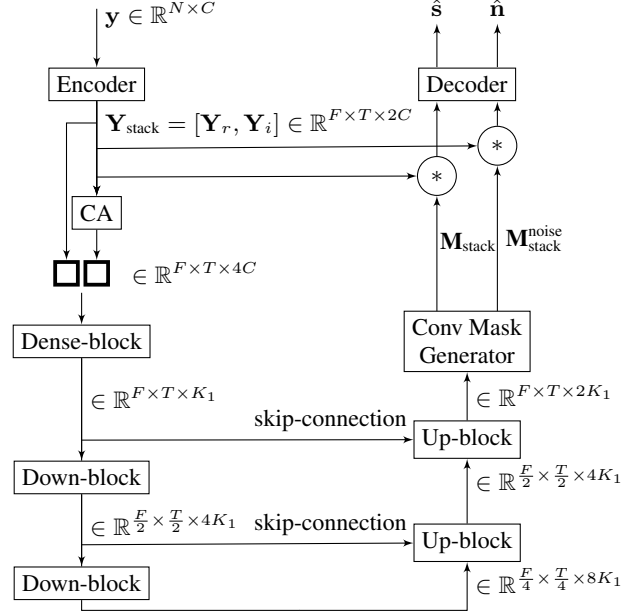 y ∈ ℝ^{N×C}
ŝ n̂
Encoder
Decoder
Y_stack = [Y_r, Y_i] ∈ ℝ^{F×T×2C}
*
*
CA
M_stack
M_stack^noise
∈ ℝ^{F×T×4C}
Dense-block
Conv Mask
Generator
∈ ℝ^{F×T×K_1}
∈ ℝ^{F×T×2K_1}
skip-connection
Up-block
Down-block
∈ ℝ^{F/2×T/2×4K_1}
∈ ℝ^{F/2×T/2×4K_1}
skip-connection
Up-block
Down-block
∈ ℝ^{F/4×T/4×8K_1}